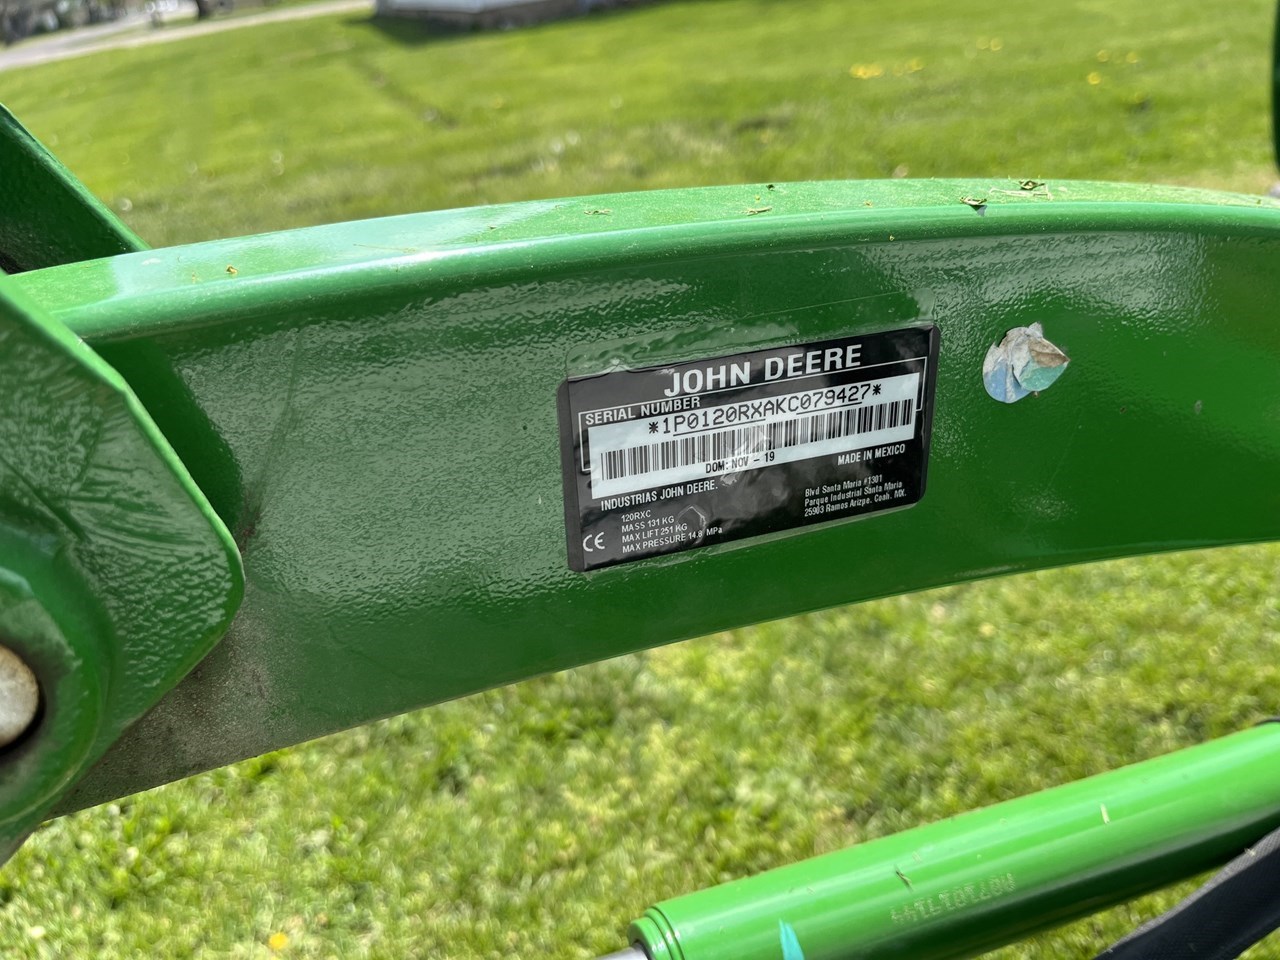 JOHN DEERE
SERIAL NUMBER
*1P0120RXAKC079427*
DOM: NOV - 19
MADE IN MEXICO
INDUSTRIAS JOHN DEERE.
Blvd Santa Maria #1301
Parque Industrial Santa Maria
25903 Ramos Arizpe. Coah. MX.
CE
120RXC
MASS 131 KG
MAX LIFT 251 KG
MAX PRESSURE 14.8 MPa